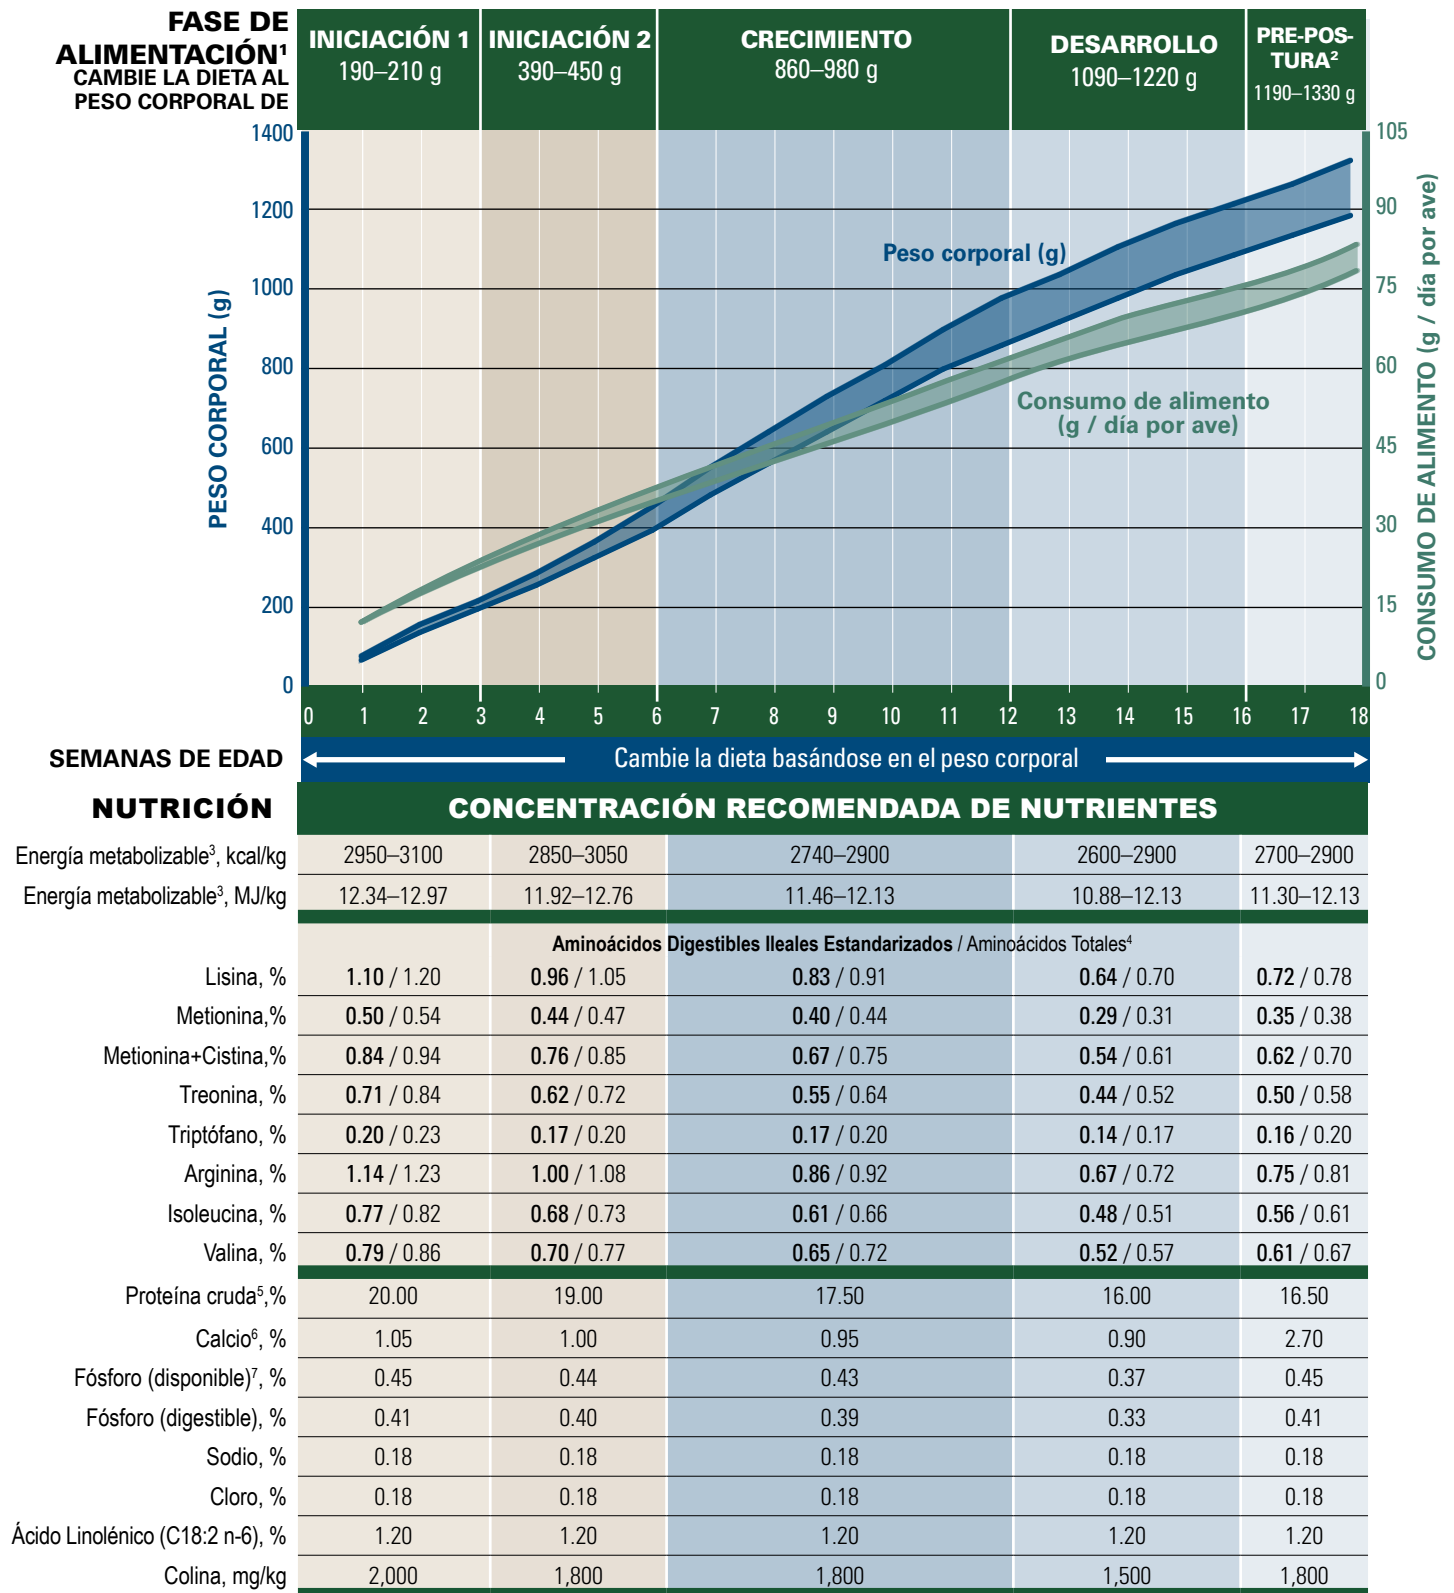 FASE DE
ALIMENTACIÓN¹
CAMBIE LA DIETA AL
PESO CORPORAL DE
INICIACIÓN 1
190–210 g
INICIACIÓN 2
390–450 g
CRECIMIENTO
860–980 g
DESARROLLO
1090–1220 g
PRE-POS-
TURA²
1190–1330 g
PESO CORPORAL (g)
1400
1200
1000
800
600
400
200
0
Peso corporal (g)
Consumo de alimento
(g / día por ave)
105
90
75
60
45
30
15
0
CONSUMO DE ALIMENTO (g / día por ave)
0 1 2 3 4 5 6 7 8 9 10 11 12 13 14 15 16 17 18
SEMANAS DE EDAD Cambie la dieta basándose en el peso corporal
NUTRICIÓN CONCENTRACIÓN RECOMENDADA DE NUTRIENTES
Energía metabolizable³, kcal/kg 2950–3100 2850–3050 2740–2900 2600–2900 2700–2900
Energía metabolizable³, MJ/kg 12.34–12.97 11.92–12.76 11.46–12.13 10.88–12.13 11.30–12.13
Aminoácidos Digestibles Ileales Estandarizados / Aminoácidos Totales⁴
Lisina, % 1.10 / 1.20 0.96 / 1.05 0.83 / 0.91 0.64 / 0.70 0.72 / 0.78
Metionina,% 0.50 / 0.54 0.44 / 0.47 0.40 / 0.44 0.29 / 0.31 0.35 / 0.38
Metionina+Cistina,% 0.84 / 0.94 0.76 / 0.85 0.67 / 0.75 0.54 / 0.61 0.62 / 0.70
Treonina, % 0.71 / 0.84 0.62 / 0.72 0.55 / 0.64 0.44 / 0.52 0.50 / 0.58
Triptófano, % 0.20 / 0.23 0.17 / 0.20 0.17 / 0.20 0.14 / 0.17 0.16 / 0.20
Arginina, % 1.14 / 1.23 1.00 / 1.08 0.86 / 0.92 0.67 / 0.72 0.75 / 0.81
Isoleucina, % 0.77 / 0.82 0.68 / 0.73 0.61 / 0.66 0.48 / 0.51 0.56 / 0.61
Valina, % 0.79 / 0.86 0.70 / 0.77 0.65 / 0.72 0.52 / 0.57 0.61 / 0.67
Proteína cruda⁵,% 20.00 19.00 17.50 16.00 16.50
Calcio⁶, % 1.05 1.00 0.95 0.90 2.70
Fósforo (disponible)⁷, % 0.45 0.44 0.43 0.37 0.45
Fósforo (digestible), % 0.41 0.40 0.39 0.33 0.41
Sodio, % 0.18 0.18 0.18 0.18 0.18
Cloro, % 0.18 0.18 0.18 0.18 0.18
Ácido Linolénico (C18:2 n-6), % 1.20 1.20 1.20 1.20 1.20
Colina, mg/kg 2,000 1,800 1,800 1,500 1,800